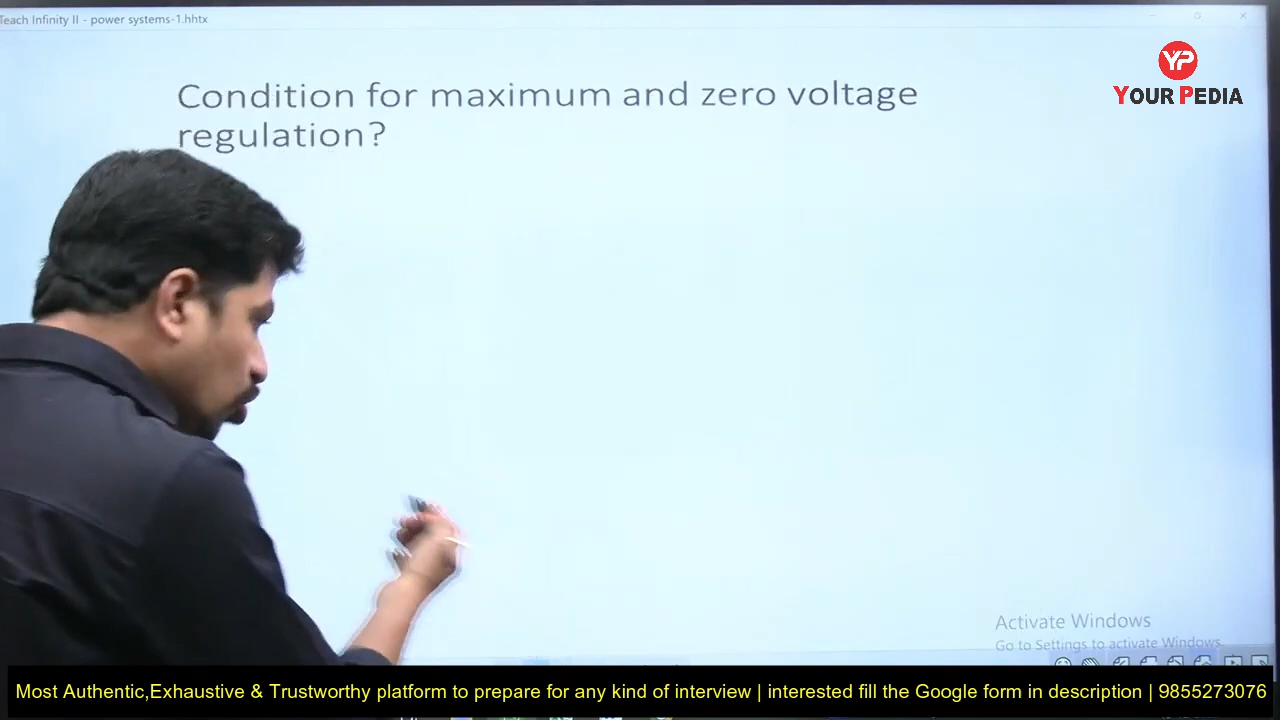 Teach Infinity II - power systems-1.hhtx
YP
YOUR PEDIA
Condition for maximum and zero voltage
regulation?
Activate Windows
Go to Settings to activate Windows.
Most Authentic,Exhaustive & Trustworthy platform to prepare for any kind of interview | interested fill the Google form in description | 9855273076